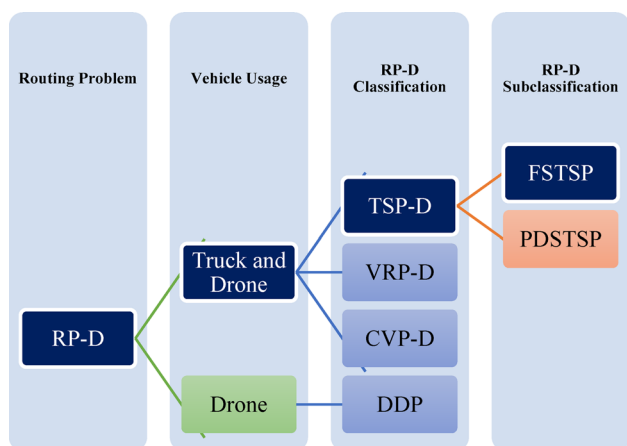 Routing Problem
Vehicle Usage
RP-D
Classification
RP-D
Subclassification
RP-D
Truck and
Drone
Drone
TSP-D
VRP-D
CVP-D
DDP
FSTSP
PDSTSP